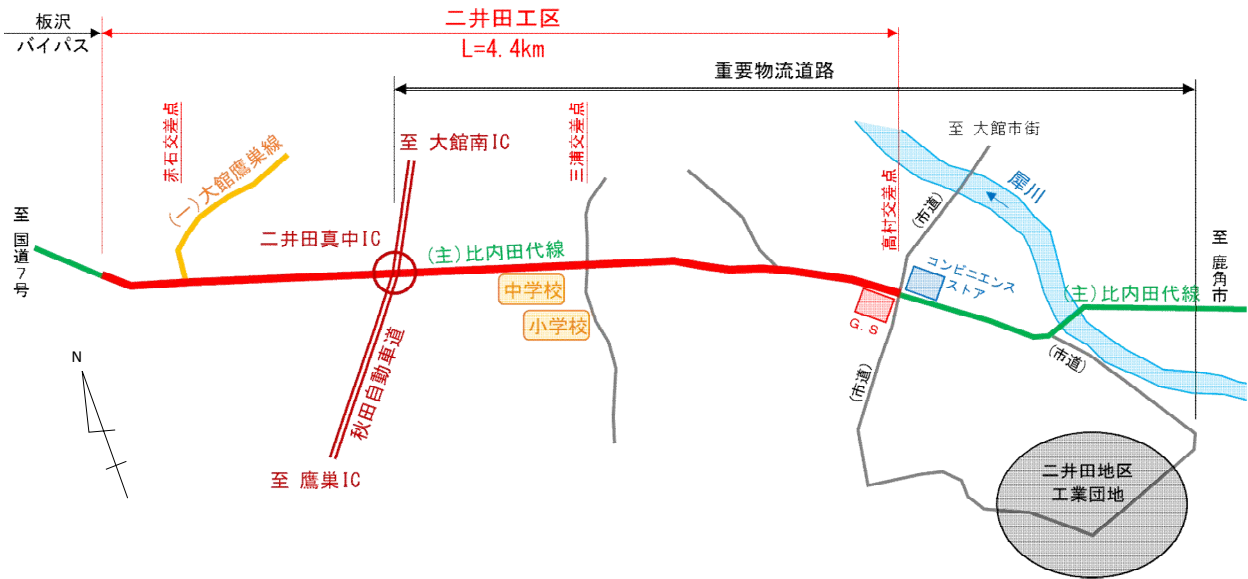 板沢
バイパス
二井田工区
L=4.4km
重要物流道路
赤石交差点
三浦交差点
高村交差点
至 大館市街
(一)大館鷹巣線
至 大館南IC
犀川
(市道)
至 国道7号
二井田真中IC
(主)比内田代線
至 鹿角市
コンビニエンス
ストア
中学校
小学校
G.S
(主)比内田代線
N
秋田自動車道
(市道)
(市道)
至 鷹巣IC
二井田地区
工業団地